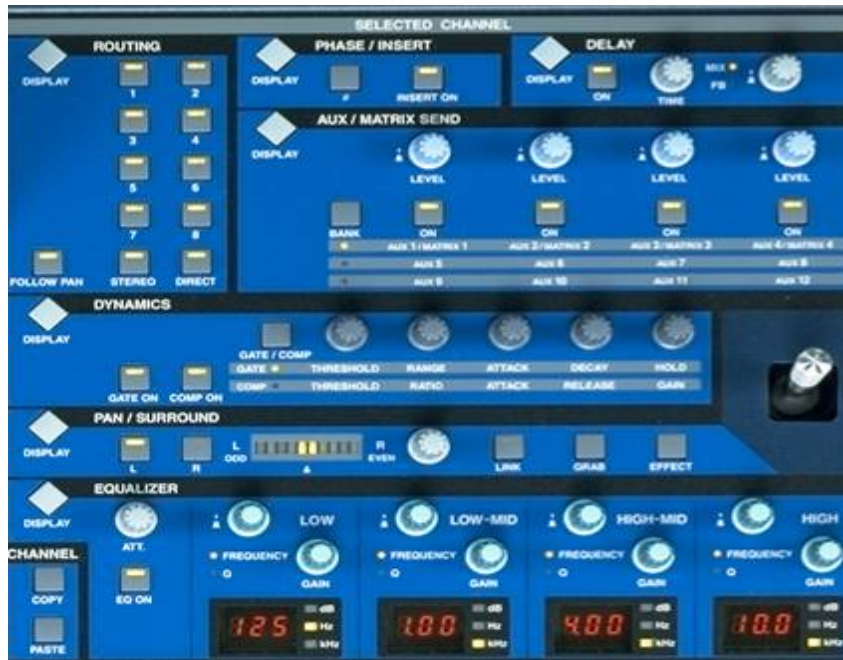 SELECTED CHANNEL
ROUTING
DISPLAY
1 2
3 4
5 6
7 8
FOLLOW PAN STEREO DIRECT
PHASE / INSERT
DISPLAY
INSERT ON
DELAY
DISPLAY
ON
TIME
MIX
FB
AUX / MATRIX SEND
DISPLAY
LEVEL LEVEL LEVEL LEVEL
BANK ON ON ON ON
AUX 1/MATRIX 1 AUX 2/MATRIX 2 AUX 3/MATRIX 3 AUX 4/MATRIX 4
AUX 5 AUX 6 AUX 7 AUX 8
AUX 9 AUX 10 AUX 11 AUX 12
DYNAMICS
DISPLAY
GATE ON COMP ON
GATE / COMP
GATE THRESHOLD RANGE ATTACK DECAY HOLD
COMP THRESHOLD RATIO ATTACK RELEASE GAIN
PAN / SURROUND
DISPLAY
L R
L R
ODD EVEN
LINK GRAB EFFECT
EQUALIZER
DISPLAY
ATT.
EQ ON
LOW LOW-MID HIGH-MID HIGH
FREQUENCY FREQUENCY FREQUENCY FREQUENCY
Q Q Q Q
GAIN GAIN GAIN GAIN
125 dB Hz kHz
1.00 dB Hz kHz
4.00 dB Hz kHz
10.0 dB Hz kHz
CHANNEL
COPY
PASTE